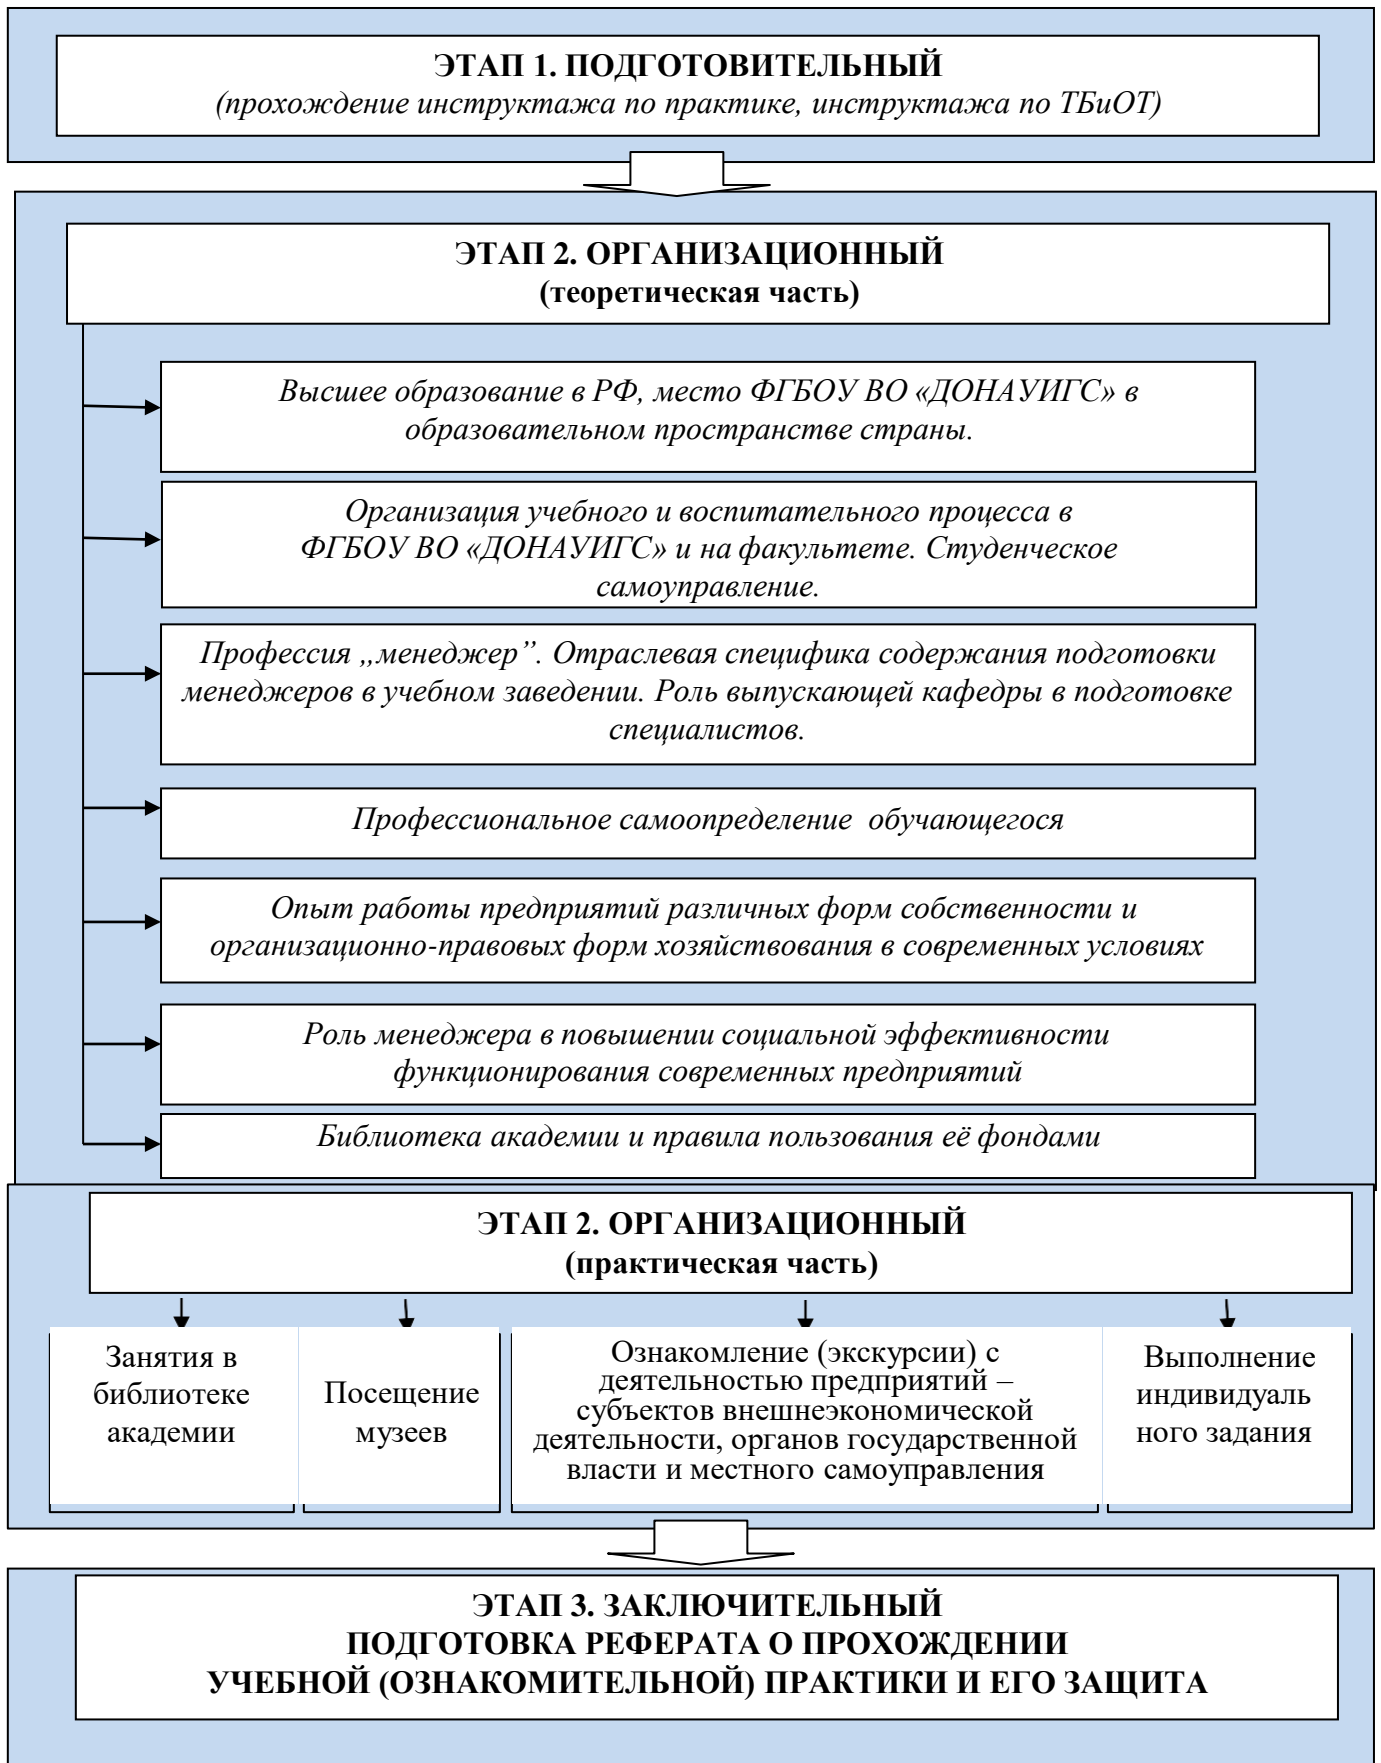 ЭТАП 1. ПОДГОТОВИТЕЛЬНЫЙ
(прохождение инструктажа по практике, инструктажа по ТБиОТ)
ЭТАП 2. ОРГАНИЗАЦИОННЫЙ
(теоретическая часть)
Высшее образование в РФ, место ФГБОУ ВО «ДОНАУИГС» в
образовательном пространстве страны.
Организация учебного и воспитательного процесса в
ФГБОУ ВО «ДОНАУИГС» и на факультете. Студенческое
самоуправление.
Профессия „менеджер”. Отраслевая специфика содержания подготовки
менеджеров в учебном заведении. Роль выпускающей кафедры в подготовке
специалистов.
Профессиональное самоопределение обучающегося
Опыт работы предприятий различных форм собственности и
организационно-правовых форм хозяйствования в современных условиях
Роль менеджера в повышении социальной эффективности
функционирования современных предприятий
Библиотека академии и правила пользования её фондами
ЭТАП 2. ОРГАНИЗАЦИОННЫЙ
(практическая часть)
Занятия в
библиотеке
академии
Посещение
музеев
Ознакомление (экскурсии) с
деятельностью предприятий –
субъектов внешнеэкономической
деятельности, органов государственной
власти и местного самоуправления
Выполнение
индивидуаль
ного задания
ЭТАП 3. ЗАКЛЮЧИТЕЛЬНЫЙ
ПОДГОТОВКА РЕФЕРАТА О ПРОХОЖДЕНИИ
УЧЕБНОЙ (ОЗНАКОМИТЕЛЬНОЙ) ПРАКТИКИ И ЕГО ЗАЩИТА